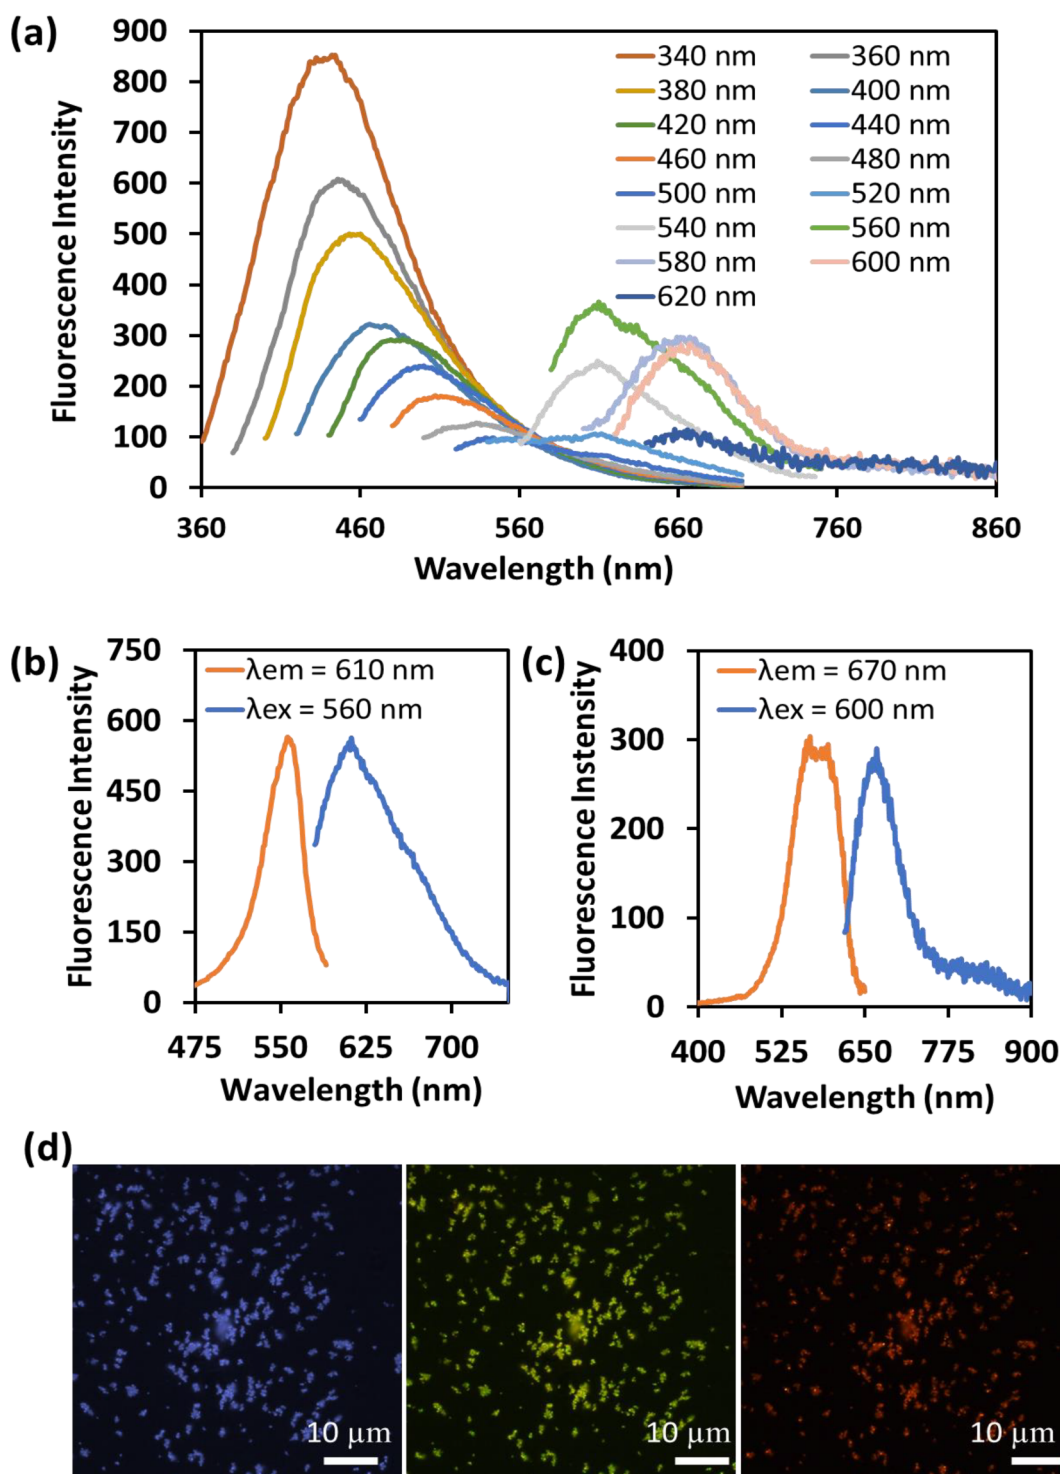 (a)
900
800
700
600
500
400
300
200
100
0
Fluorescence Intensity
340 nm 360 nm
380 nm 400 nm
420 nm 440 nm
460 nm 480 nm
500 nm 520 nm
540 nm 560 nm
580 nm 600 nm
620 nm
360 460 560 660 760 860
Wavelength (nm)
(b)
750
600
450
300
150
0
Fluorescence Intensity
λem = 610 nm
λex = 560 nm
475 550 625 700
Wavelength (nm)
(c)
400
300
200
100
0
Fluorescence Instensity
λem = 670 nm
λex = 600 nm
400 525 650 775 900
Wavelength (nm)
(d)
10 µm 10 µm 10 µm